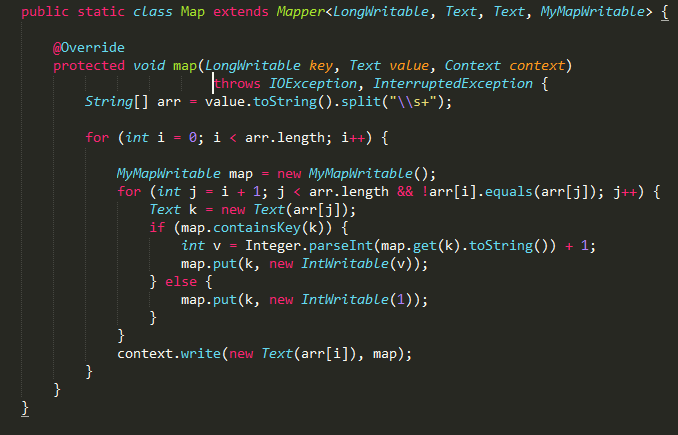 public static class Map extends Mapper<LongWritable, Text, Text, MyMapWritable> {
@Override
protected void map(LongWritable key, Text value, Context context)
throws IOException, InterruptedException {
String[] arr = value.toString().split("\\s+");
for (int i = 0; i < arr.length; i++) {
MyMapWritable map = new MyMapWritable();
for (int j = i + 1; j < arr.length && !arr[i].equals(arr[j]); j++) {
Text k = new Text(arr[j]);
if (map.containsKey(k)) {
int v = Integer.parseInt(map.get(k).toString()) + 1;
map.put(k, new IntWritable(v));
} else {
map.put(k, new IntWritable(1));
}
}
context.write(new Text(arr[i]), map);
}
}
}